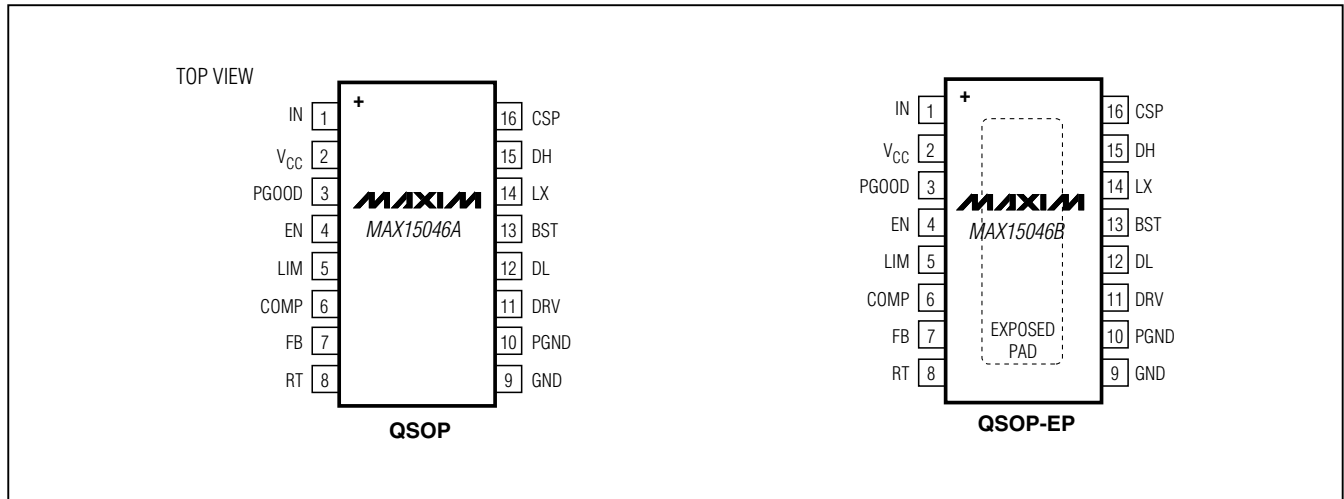 TOP VIEW
+
IN 1
16 CSP
VCC 2
15 DH
PGOOD 3
14 LX
MAXIM
EN 4
MAX15046A
13 BST
LIM 5
12 DL
COMP 6
11 DRV
FB 7
10 PGND
RT 8
9 GND
QSOP
+
IN 1
16 CSP
VCC 2
15 DH
PGOOD 3
14 LX
MAXIM
EN 4
MAX15046B
13 BST
LIM 5
12 DL
COMP 6
11 DRV
FB 7
EXPOSED
PAD
10 PGND
RT 8
9 GND
QSOP-EP